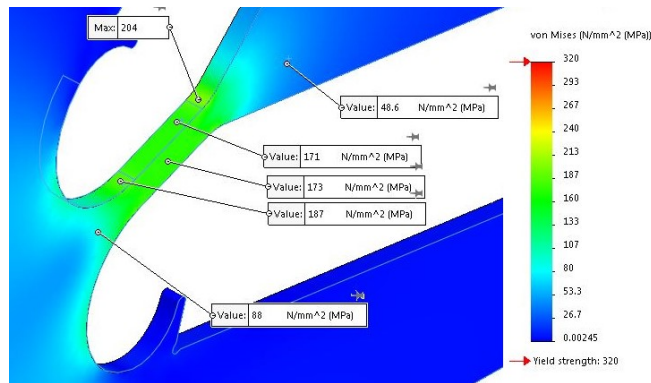 Max: 204
Value: 48.6 N/mm^2 (MPa)
Value: 171 N/mm^2 (MPa)
Value: 173 N/mm^2 (MPa)
Value: 187 N/mm^2 (MPa)
Value: 88 N/mm^2 (MPa)
von Mises (N/mm^2 (MPa))
320
293
267
240
213
187
160
133
107
80
53.3
26.7
0.00245
Yield strength: 320